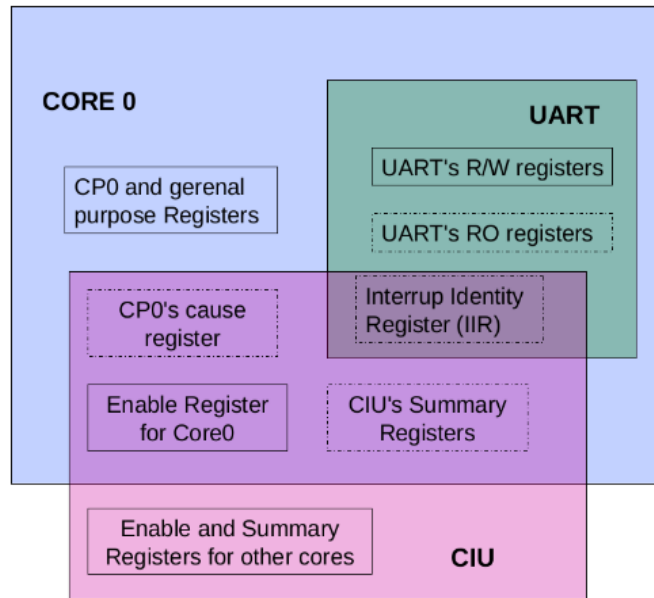 CORE 0
UART
CP0 and gerenal
purpose Registers
UART's R/W registers
UART's RO registers
CP0's cause
register
Interrup Identity
Register (IIR)
Enable Register
for Core0
CIU's Summary
Registers
Enable and Summary
Registers for other cores
CIU